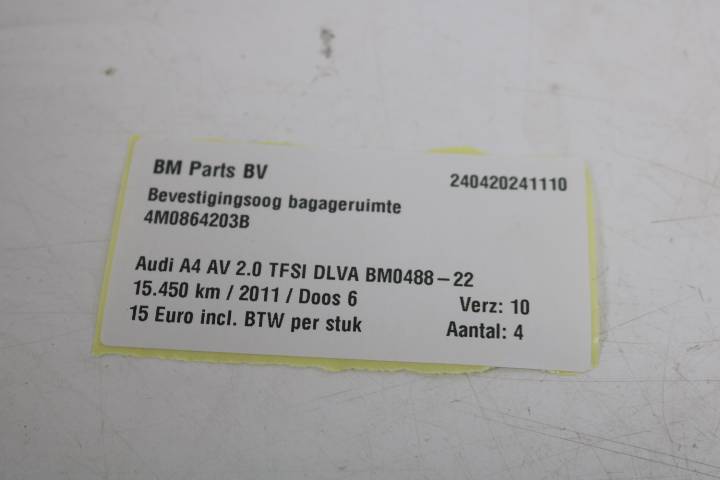 BM Parts BV 240420241110
Bevestigingsoog bagageruimte
4M0864203B
Audi A4 AV 2.0 TFSI DLVA BM0488-22
15.450 km / 2011 / Doos 6 Verz: 10
15 Euro incl. BTW per stuk Aantal: 4